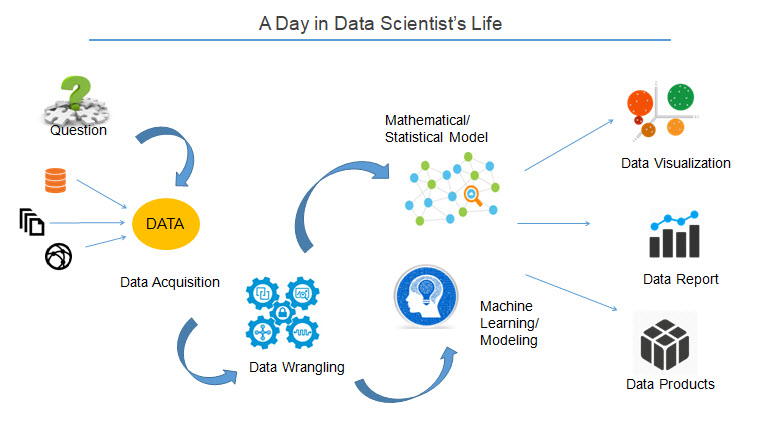 A Day in Data Scientist's Life
Question
DATA
Data Acquisition
Data Wrangling
Mathematical/
Statistical Model
Machine
Learning/
Modeling
Data Visualization
Data Report
Data Products